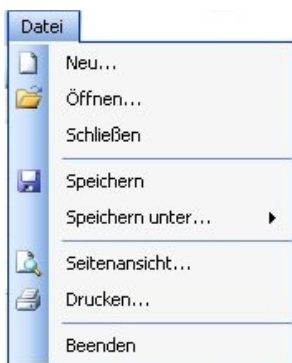 Datei
Neu...
Öffnen...
Schließen
Speichern
Speichern unter...
Seitenansicht...
Drucken...
Beenden